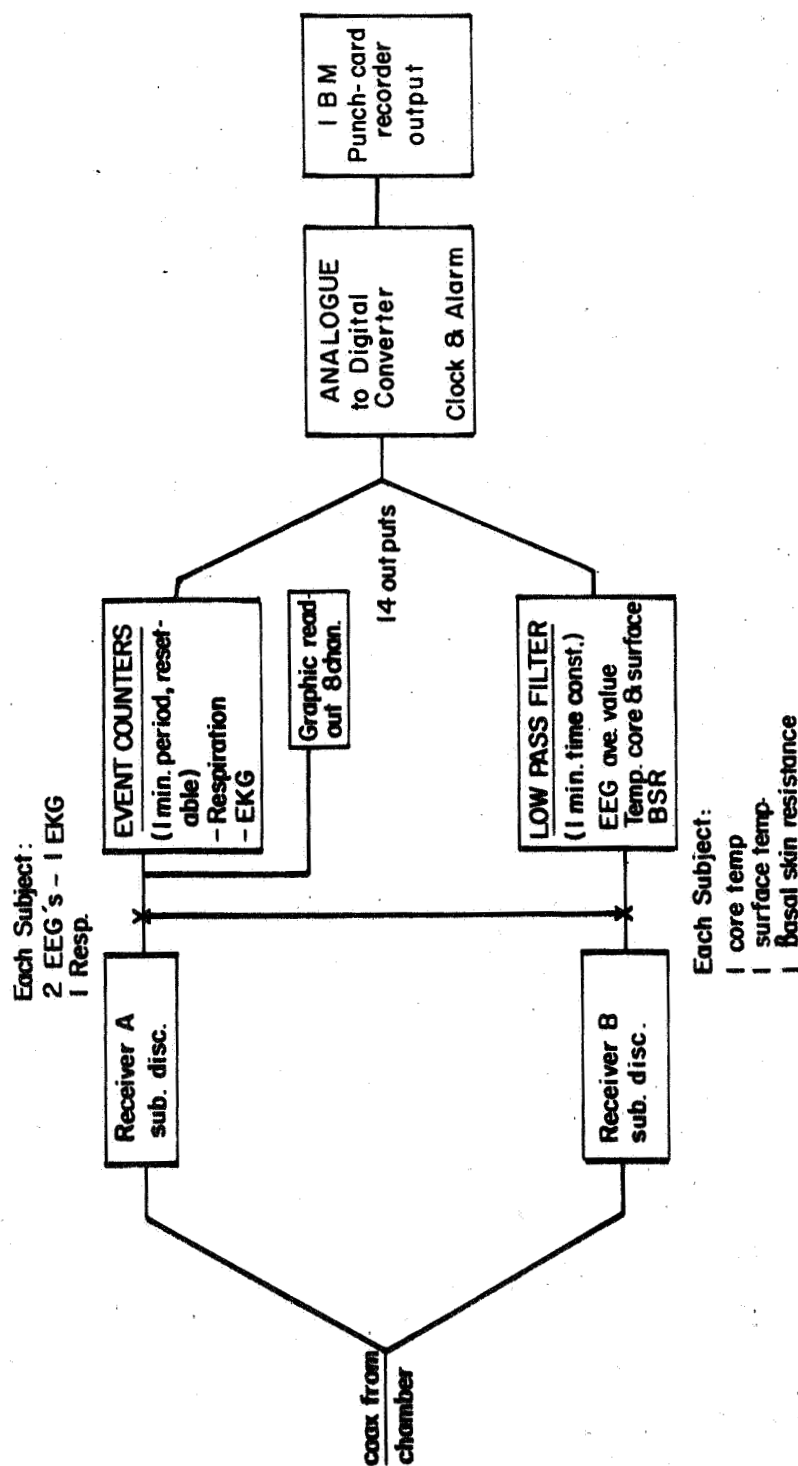 coax from
chamber
Each Subject:
2 EEG's - 1 EKG
1 Resp.
Receiver A
sub. disc.
Receiver B
sub. disc.
EVENT COUNTERS
(1 min. period, reset-
able)
- Respiration
- EKG
Graphic read-
out 8chan.
LOW PASS FILTER
(1 min. time const.)
EEG ave. value
Temp. core & surface
BSR
Each Subject:
1 core temp
1 surface temp-
1 Basal skin resistance
14 outputs
ANALOGUE
to Digital
Converter
Clock & Alarm
IBM
Punch-card
recorder
output